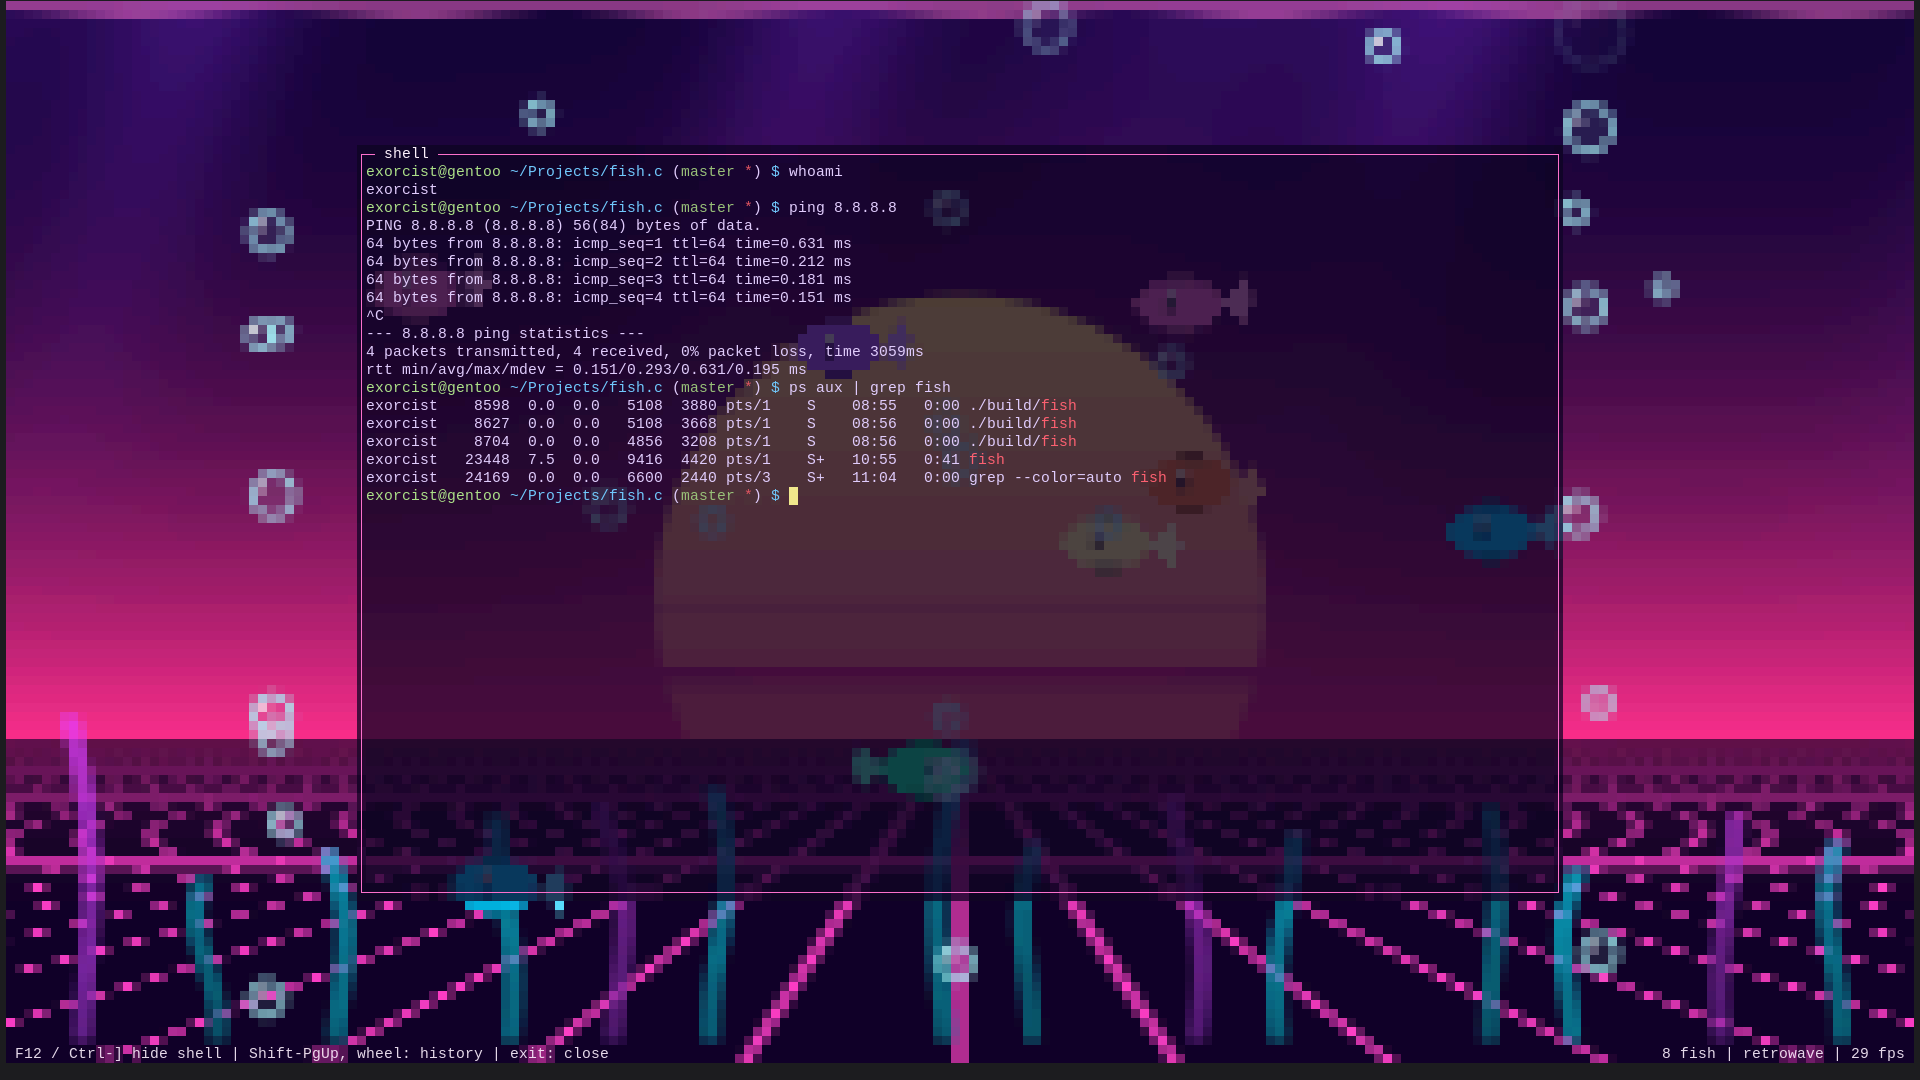 shell
exorcist@gentoo ~/Projects/fish.c (master *) $ whoami
exorcist
exorcist@gentoo ~/Projects/fish.c (master *) $ ping 8.8.8.8
PING 8.8.8.8 (8.8.8.8) 56(84) bytes of data.
64 bytes from 8.8.8.8: icmp_seq=1 ttl=64 time=0.631 ms
64 bytes from 8.8.8.8: icmp_seq=2 ttl=64 time=0.212 ms
64 bytes from 8.8.8.8: icmp_seq=3 ttl=64 time=0.181 ms
64 bytes from 8.8.8.8: icmp_seq=4 ttl=64 time=0.151 ms
^C
--- 8.8.8.8 ping statistics ---
4 packets transmitted, 4 received, 0% packet loss, time 3059ms
rtt min/avg/max/mdev = 0.151/0.293/0.631/0.195 ms
exorcist@gentoo ~/Projects/fish.c (master *) $ ps aux | grep fish
exorcist    8598  0.0  0.0   5108  3880 pts/1    S    08:55   0:00 ./build/fish
exorcist    8627  0.0  0.0   5108  3668 pts/1    S    08:56   0:00 ./build/fish
exorcist    8704  0.0  0.0   4856  3208 pts/1    S    08:56   0:00 ./build/fish
exorcist   23448  7.5  0.0   9416  4420 pts/1    S+   10:55   0:41 fish
exorcist   24169  0.0  0.0   6600  2440 pts/3    S+   11:04   0:00 grep --color=auto fish
exorcist@gentoo ~/Projects/fish.c (master *) $
F12 / Ctrl-] hide shell | Shift-PgUp, wheel: history | exit: close
8 fish | retrowave | 29 fps